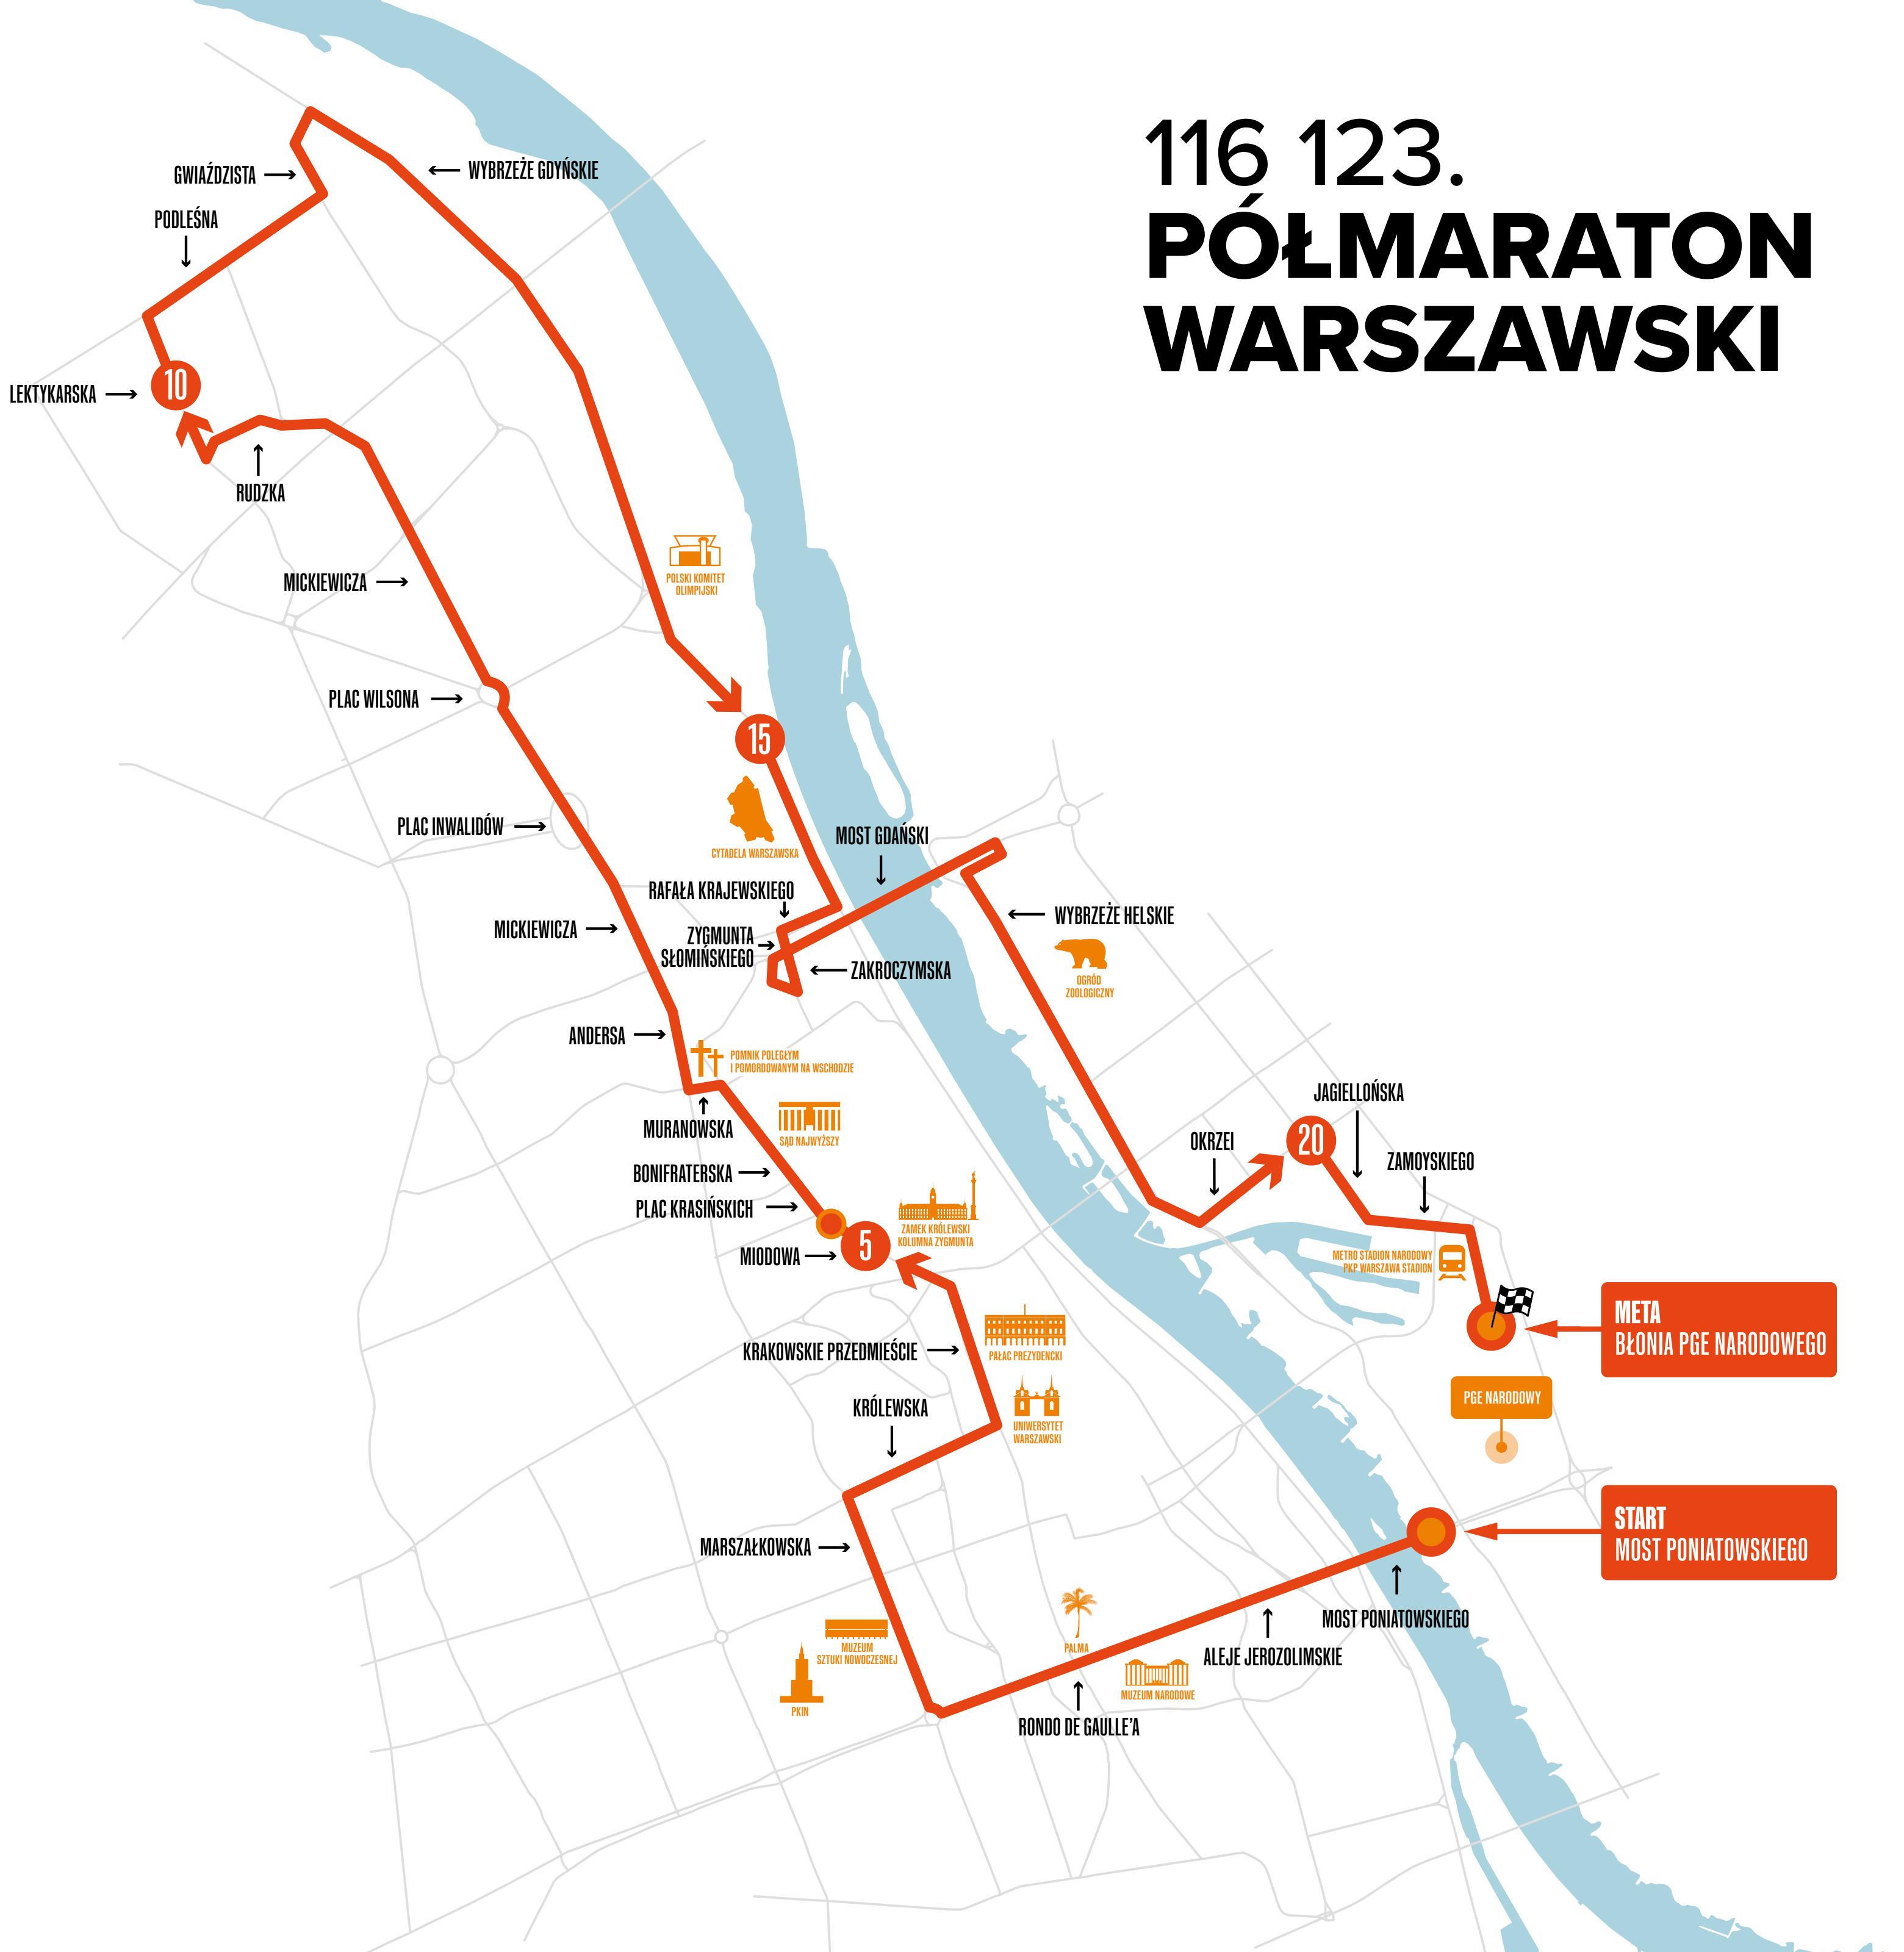 116 123.
PÓŁMARATON
WARSZAWSKI
GWIAŹDZISTA
WYBRZEŻE GDYŃSKIE
PODLEŚNA
10
LEKTYKARSKA
RUDZKA
POLSKI KOMITET
OLIMPIJSKI
MICKIEWICZA
PLAC WILSONA
15
PLAC INWALIDÓW
CYTADELA WARSZAWSKA
MOST GDAŃSKI
RAFAŁA KRAJEWSKIEGO
MICKIEWICZA
ZYGMUNTA
SŁOMIŃSKIEGO
ZAKROCZYMSKA
WYBRZEŻE HELSKIE
OGRÓD
ZOOLOGICZNY
ANDERSA
POMNIK POLEGŁYM
I POMORDOWANYM NA WSCHODZIE
MURANOWSKA
SĄD NAJWYŻSZY
JAGIELLOŃSKA
OKRZEI
20
ZAMOYSKIEGO
BONIFRATERSKA
PLAC KRASIŃSKICH
ZAMEK KRÓLEWSKI
KOLUMNA ZYGMUNTA
MIODOWA
5
METRO STADION NARODOWY
PKP WARSZAWA STADION
META
BŁONIA PGE NARODOWEGO
KRAKOWSKIE PRZEDMIEŚCIE
PAŁAC PREZYDENCKI
PGE NARODOWY
KRÓLEWSKA
UNIWERSYTET
WARSZAWSKI
START
MOST PONIATOWSKIEGO
MARSZAŁKOWSKA
MOST PONIATOWSKIEGO
PALMA
ALEJE JEROZOLIMSKIE
MUZEUM
SZTUKI NOWOCZESNEJ
MUZEUM NARODOWE
PKIN
RONDO DE GAULLE'A